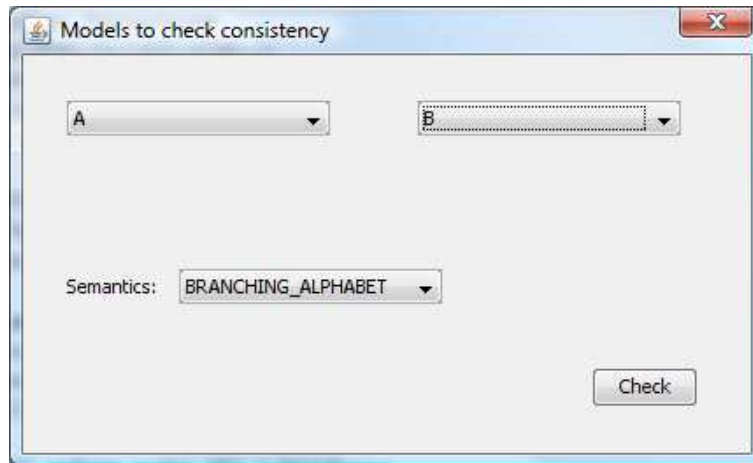 Models to check consistency
A B
Semantics: BRANCHING_ALPHABET
Check